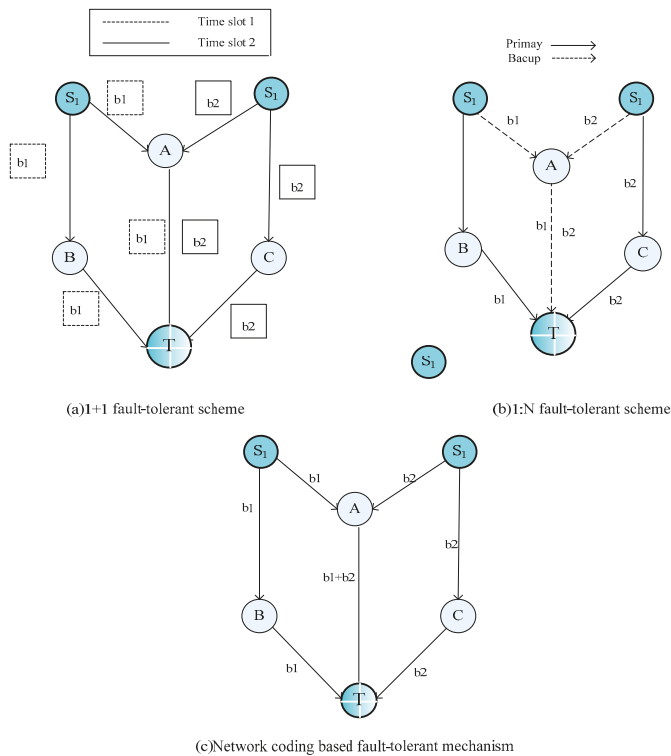 Time slot 1
Time slot 2
S1
b1
b2
S1
A
b1
b2
b1
b2
B
C
b1
b2
T
(a)1+1 fault-tolerant scheme
Primay
Bacup
S1
S1
b1
b2
A
b2
b1
b2
B
C
b1
b2
T
S1
(b)1:N fault-tolerant scheme
S1
S1
b1
b2
b1
A
b2
b1+b2
B
C
b1
b2
T
(c)Network coding based fault-tolerant mechanism